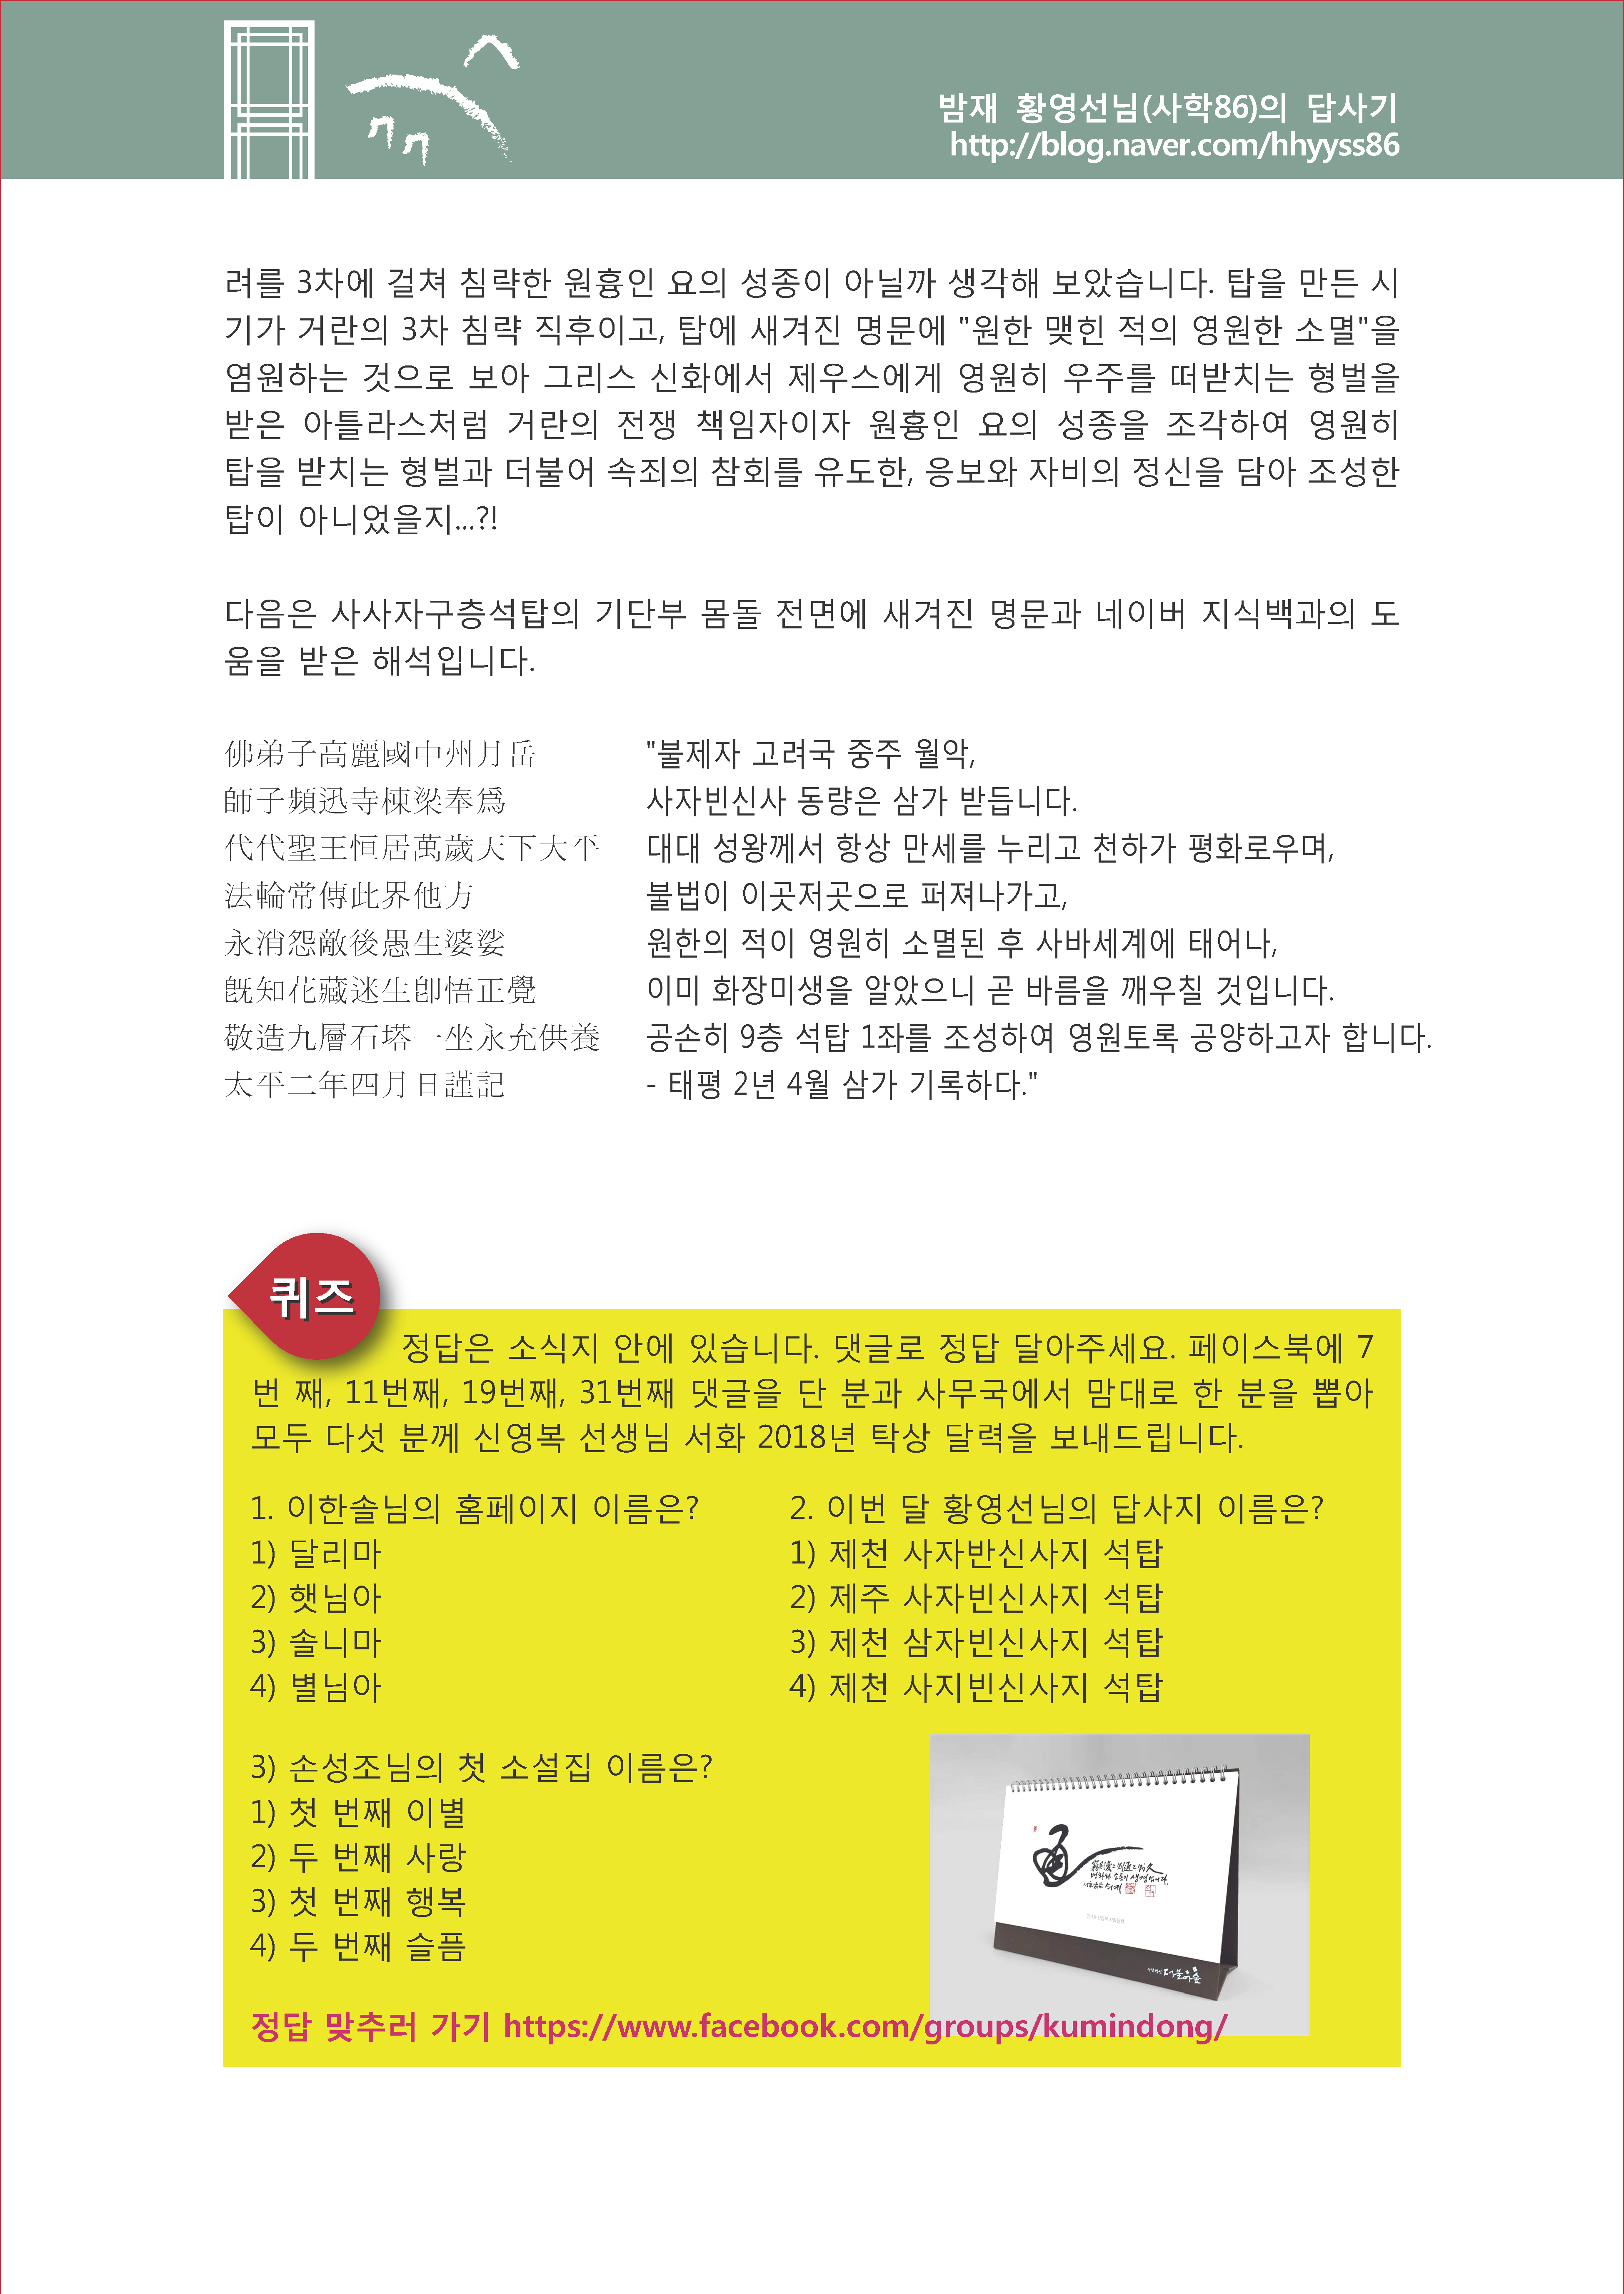 밤재 황영선님(사학86)의 답사기
http://blog.naver.com/hhyyss86
려를 3차에 걸쳐 침략한 원흉인 요의 성종이 아닐까 생각해 보았습니다. 탑을 만든 시
기가 거란의 3차 침략 직후이고, 탑에 새겨진 명문에 "원한 맺힌 적의 영원한 소멸"을
염원하는 것으로 보아 그리스 신화에서 제우스에게 영원히 우주를 떠받치는 형벌을
받은 아틀라스처럼 거란의 전쟁 책임자이자 원흉인 요의 성종을 조각하여 영원히
탑을 받치는 형벌과 더불어 속죄의 참회를 유도한, 응보와 자비의 정신을 담아 조성한
탑이 아니었을지...?!
다음은 사사자구층석탑의 기단부 몸돌 전면에 새겨진 명문과 네이버 지식백과의 도
움을 받은 해석입니다.
佛弟子高麗國中州月岳
師子頻迅寺棟梁奉爲
代代聖王恒居萬歲天下大平
法輪常傳此界他方
永消怨敵後愚生婆娑
旣知花藏迷生卽悟正覺
敬造九層石塔一坐永充供養
太平二年四月日謹記
"불제자 고려국 중주 월악,
사자빈신사 동량은 삼가 받듭니다.
대대 성왕께서 항상 만세를 누리고 천하가 평화로우며,
불법이 이곳저곳으로 퍼져나가고,
원한의 적이 영원히 소멸된 후 사바세계에 태어나,
이미 화장미생을 알았으니 곧 바름을 깨우칠 것입니다.
공손히 9층 석탑 1좌를 조성하여 영원토록 공양하고자 합니다.
- 태평 2년 4월 삼가 기록하다."
퀴즈
정답은 소식지 안에 있습니다. 댓글로 정답 달아주세요. 페이스북에 7
번 째, 11번째, 19번째, 31번째 댓글을 단 분과 사무국에서 맘대로 한 분을 뽑아
모두 다섯 분께 신영복 선생님 서화 2018년 탁상 달력을 보내드립니다.
1. 이한솔님의 홈페이지 이름은?
1) 달리마
2) 햇님아
3) 솔니마
4) 별님아
2. 이번 달 황영선님의 답사지 이름은?
1) 제천 사자반신사지 석탑
2) 제주 사자빈신사지 석탑
3) 제천 삼자빈신사지 석탑
4) 제천 사지빈신사지 석탑
3) 손성조님의 첫 소설집 이름은?
1) 첫 번째 이별
2) 두 번째 사랑
3) 첫 번째 행복
4) 두 번째 슬픔
더불어숲
정답 맞추러 가기 https://www.facebook.com/groups/kumindong/